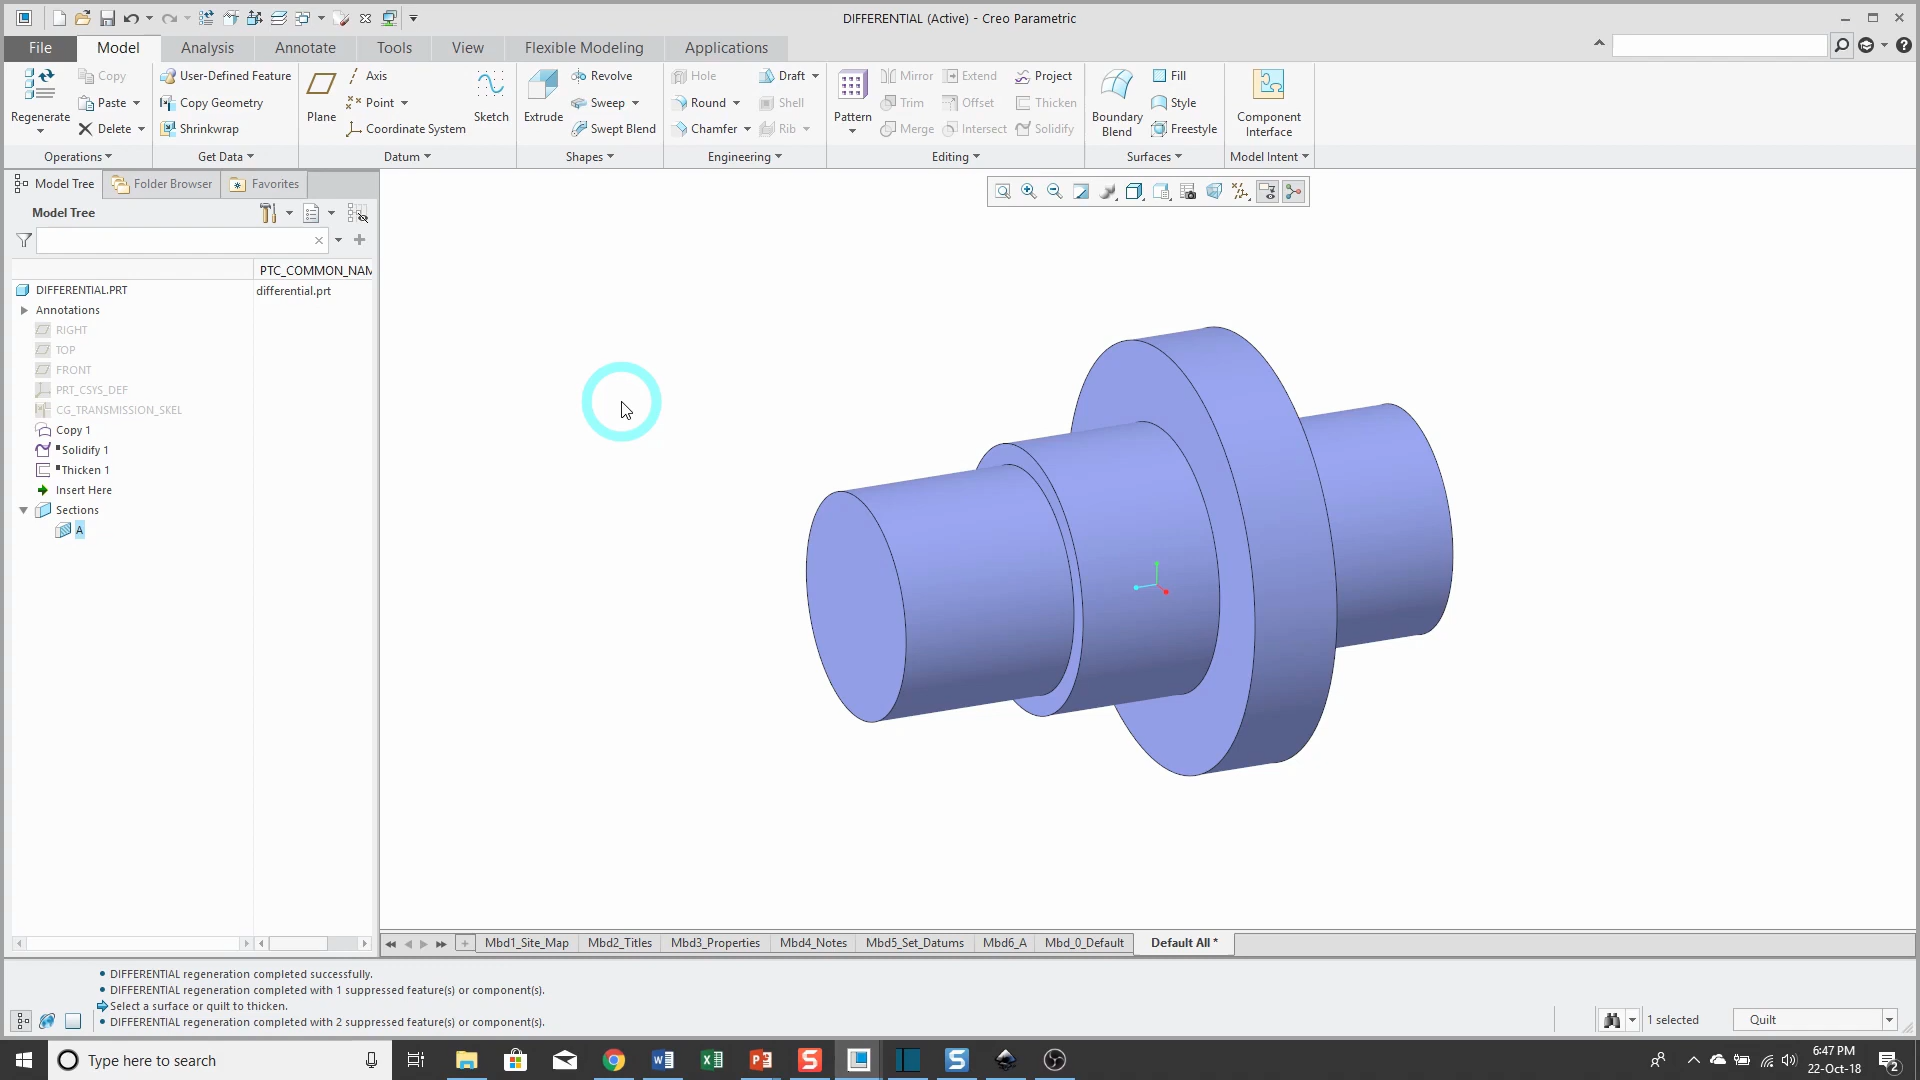 DIFFERENTIAL (Active) - Creo Parametric
File Model Analysis Annotate Tools View Flexible Modeling Applications
Regenerate
Copy
Paste
Delete
Operations
User-Defined Feature
Copy Geometry
Shrinkwrap
Get Data
Plane
Axis
Point
Coordinate System
Sketch
Datum
Extrude
Revolve
Sweep
Swept Blend
Shapes
Hole
Round
Chamfer
Draft
Shell
Rib
Engineering
Pattern
Mirror
Trim
Merge
Extend
Offset
Intersect
Project
Thicken
Solidify
Editing
Boundary
Blend
Fill
Style
Freestyle
Surfaces
Component
Interface
Model Intent
Model Tree Folder Browser Favorites
Model Tree
PTC_COMMON_NAM
DIFFERENTIAL.PRT differential.prt
Annotations
RIGHT
TOP
FRONT
PRT_CSYS_DEF
CG_TRANSMISSION_SKEL
Copy 1
Solidify 1
Thicken 1
Insert Here
Sections
A
Mbd1_Site_Map Mbd2_Titles Mbd3_Properties Mbd4_Notes Mbd5_Set_Datums Mbd6_A Mbd_0_Default Default All *
DIFFERENTIAL regeneration completed successfully.
DIFFERENTIAL regeneration completed with 1 suppressed feature(s) or component(s).
Select a surface or quilt to thicken.
DIFFERENTIAL regeneration completed with 2 suppressed feature(s) or component(s).
1 selected
Quilt
Type here to search
6:47 PM
22-Oct-18
2